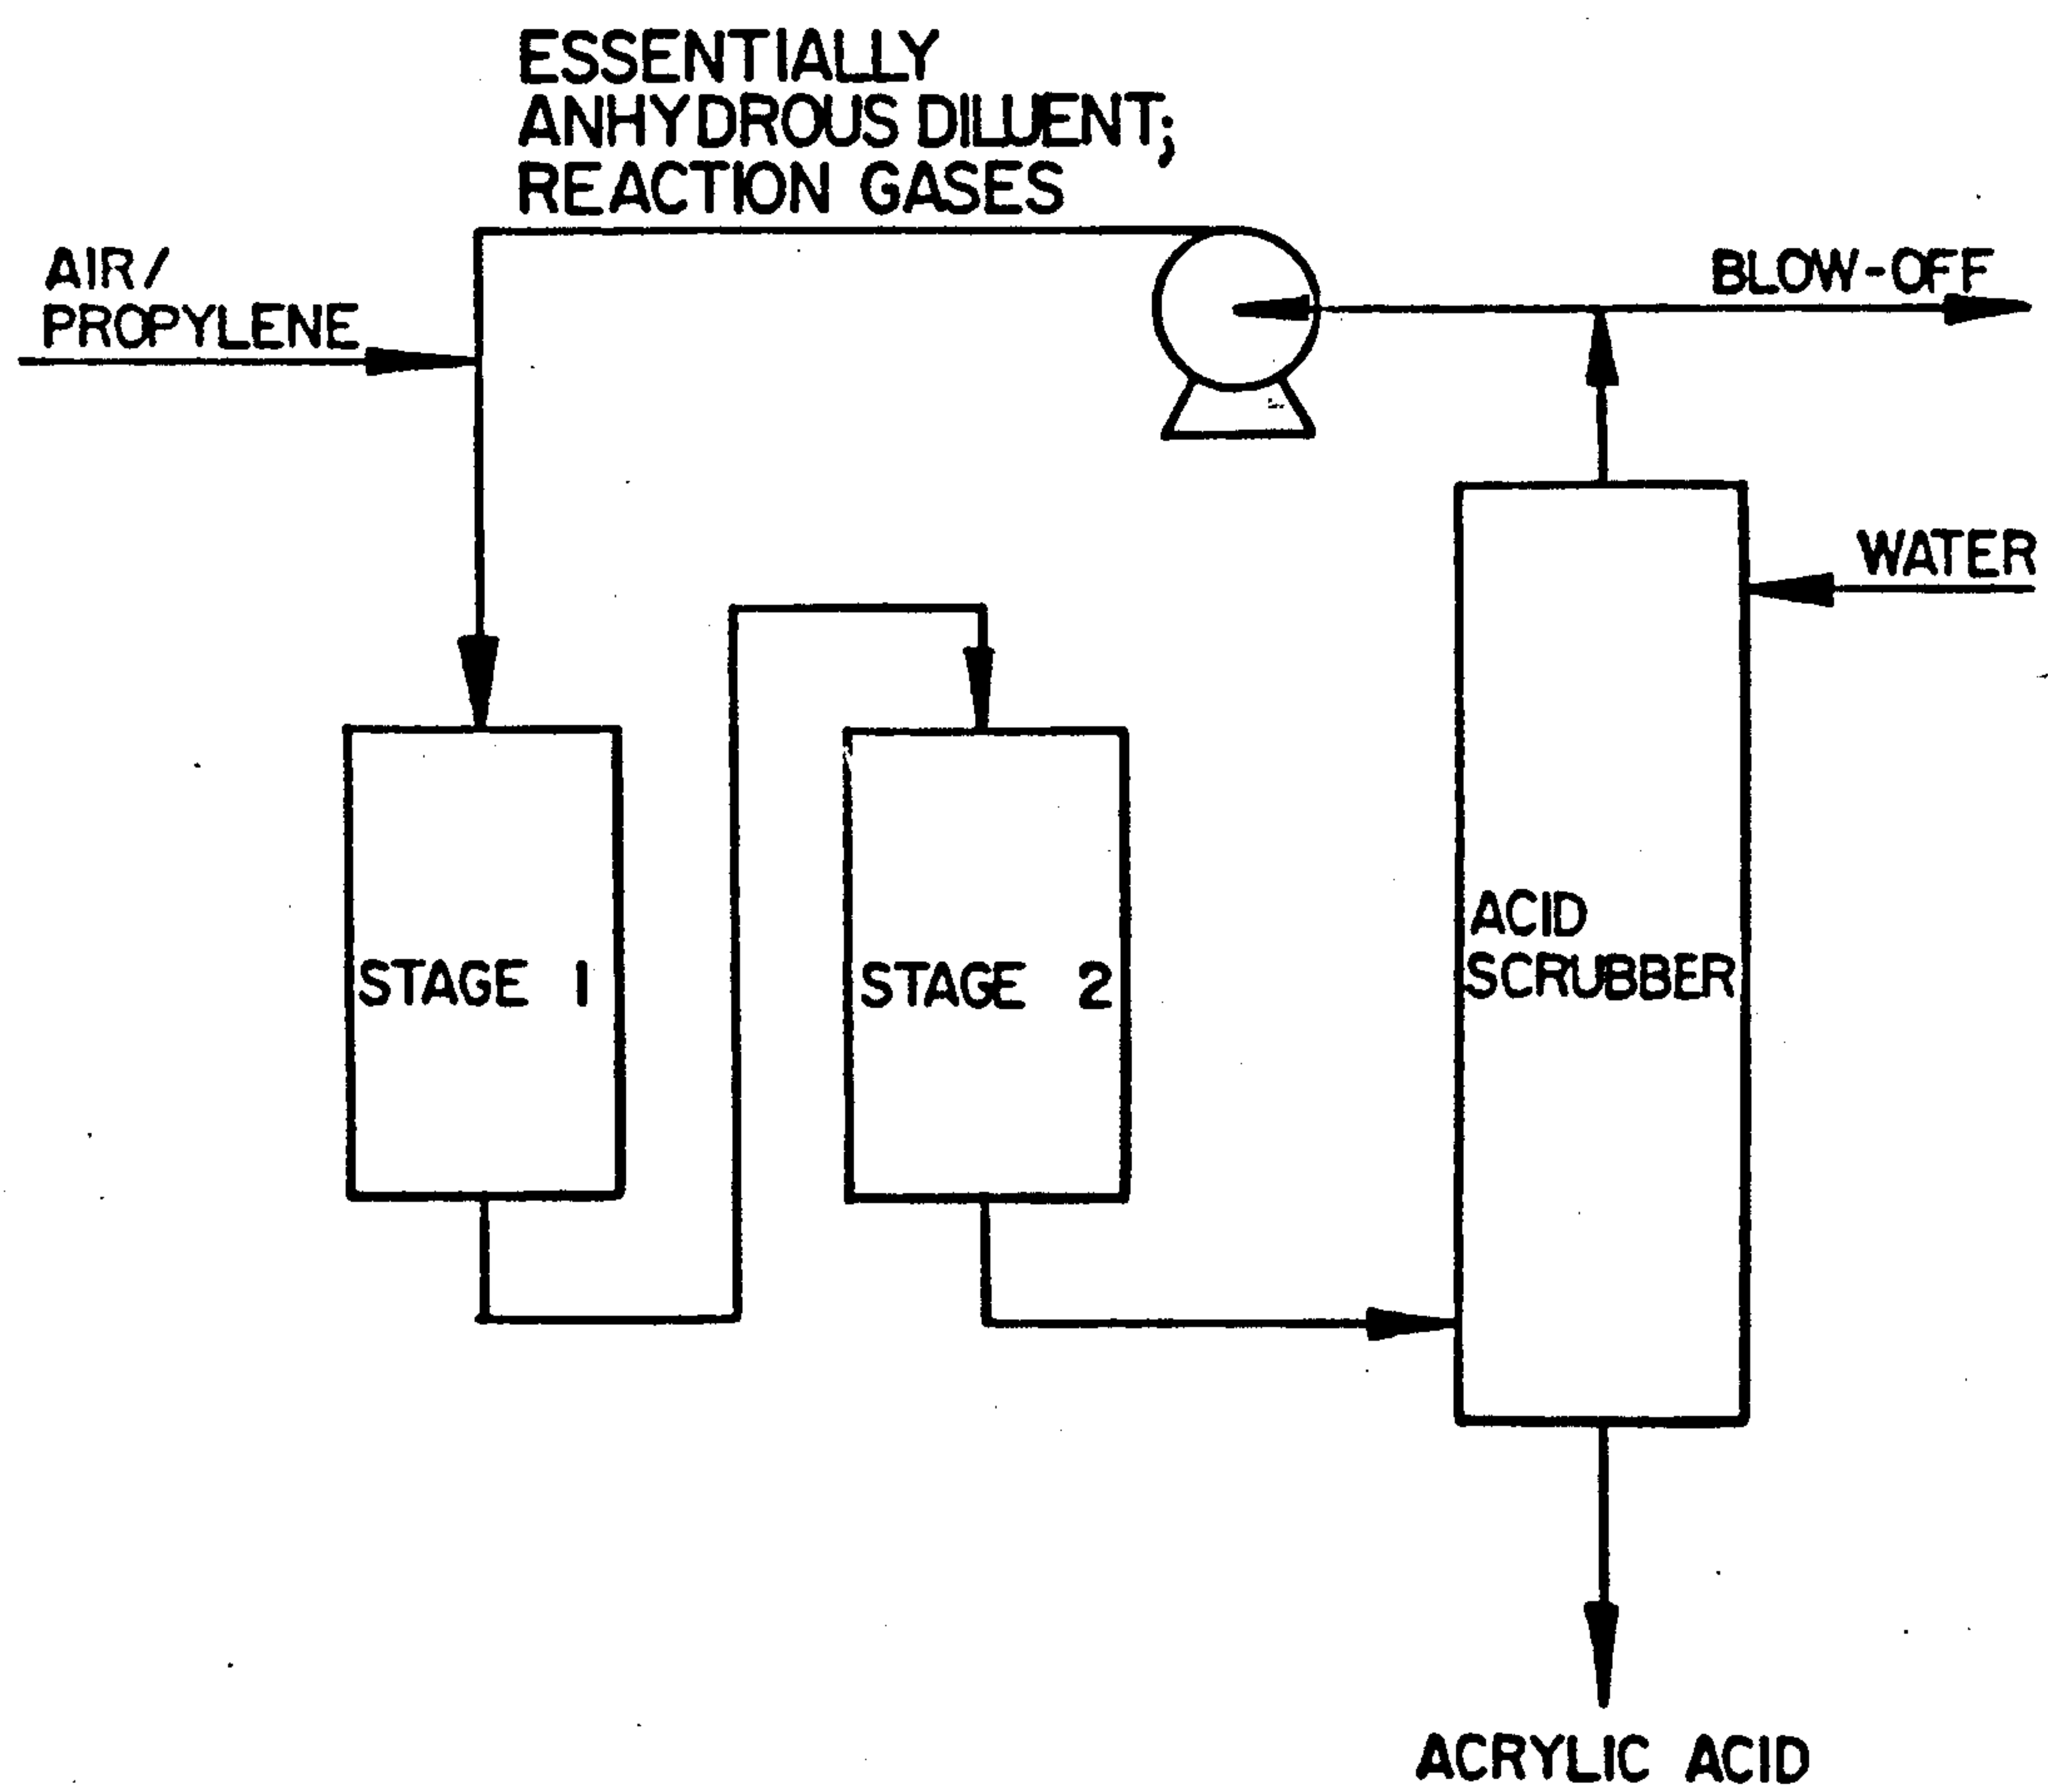 ESSENTIALLY
ANHYDROUS DILUENT;
REACTION GASES
AIR/
PROPYLENE
BLOW-OFF
WATER
ACID
SCRUBBER
STAGE 1
STAGE 2
ACRYLIC ACID